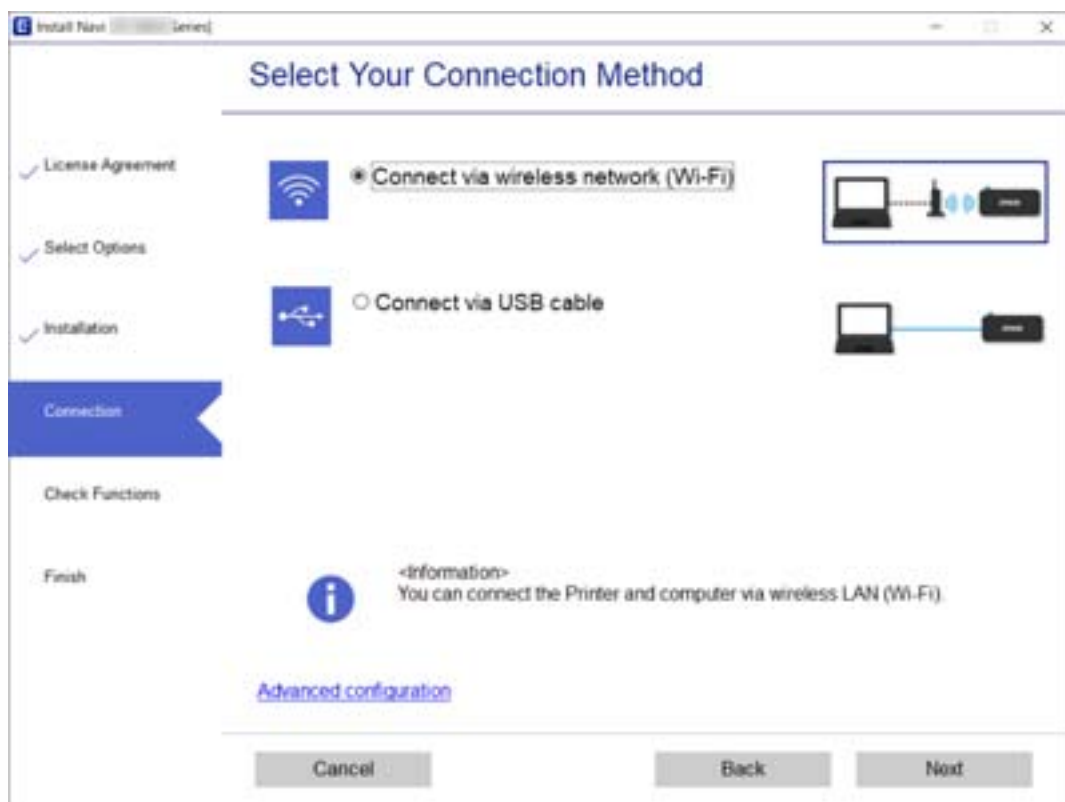 Install Navi Series]
Select Your Connection Method
License Agreement
Select Options
Installation
Connection
Check Functions
Finish
Connect via wireless network (Wi-Fi)
Connect via USB cable
<Information>
You can connect the Printer and computer via wireless LAN (Wi-Fi).
Advanced configuration
Cancel
Back
Next